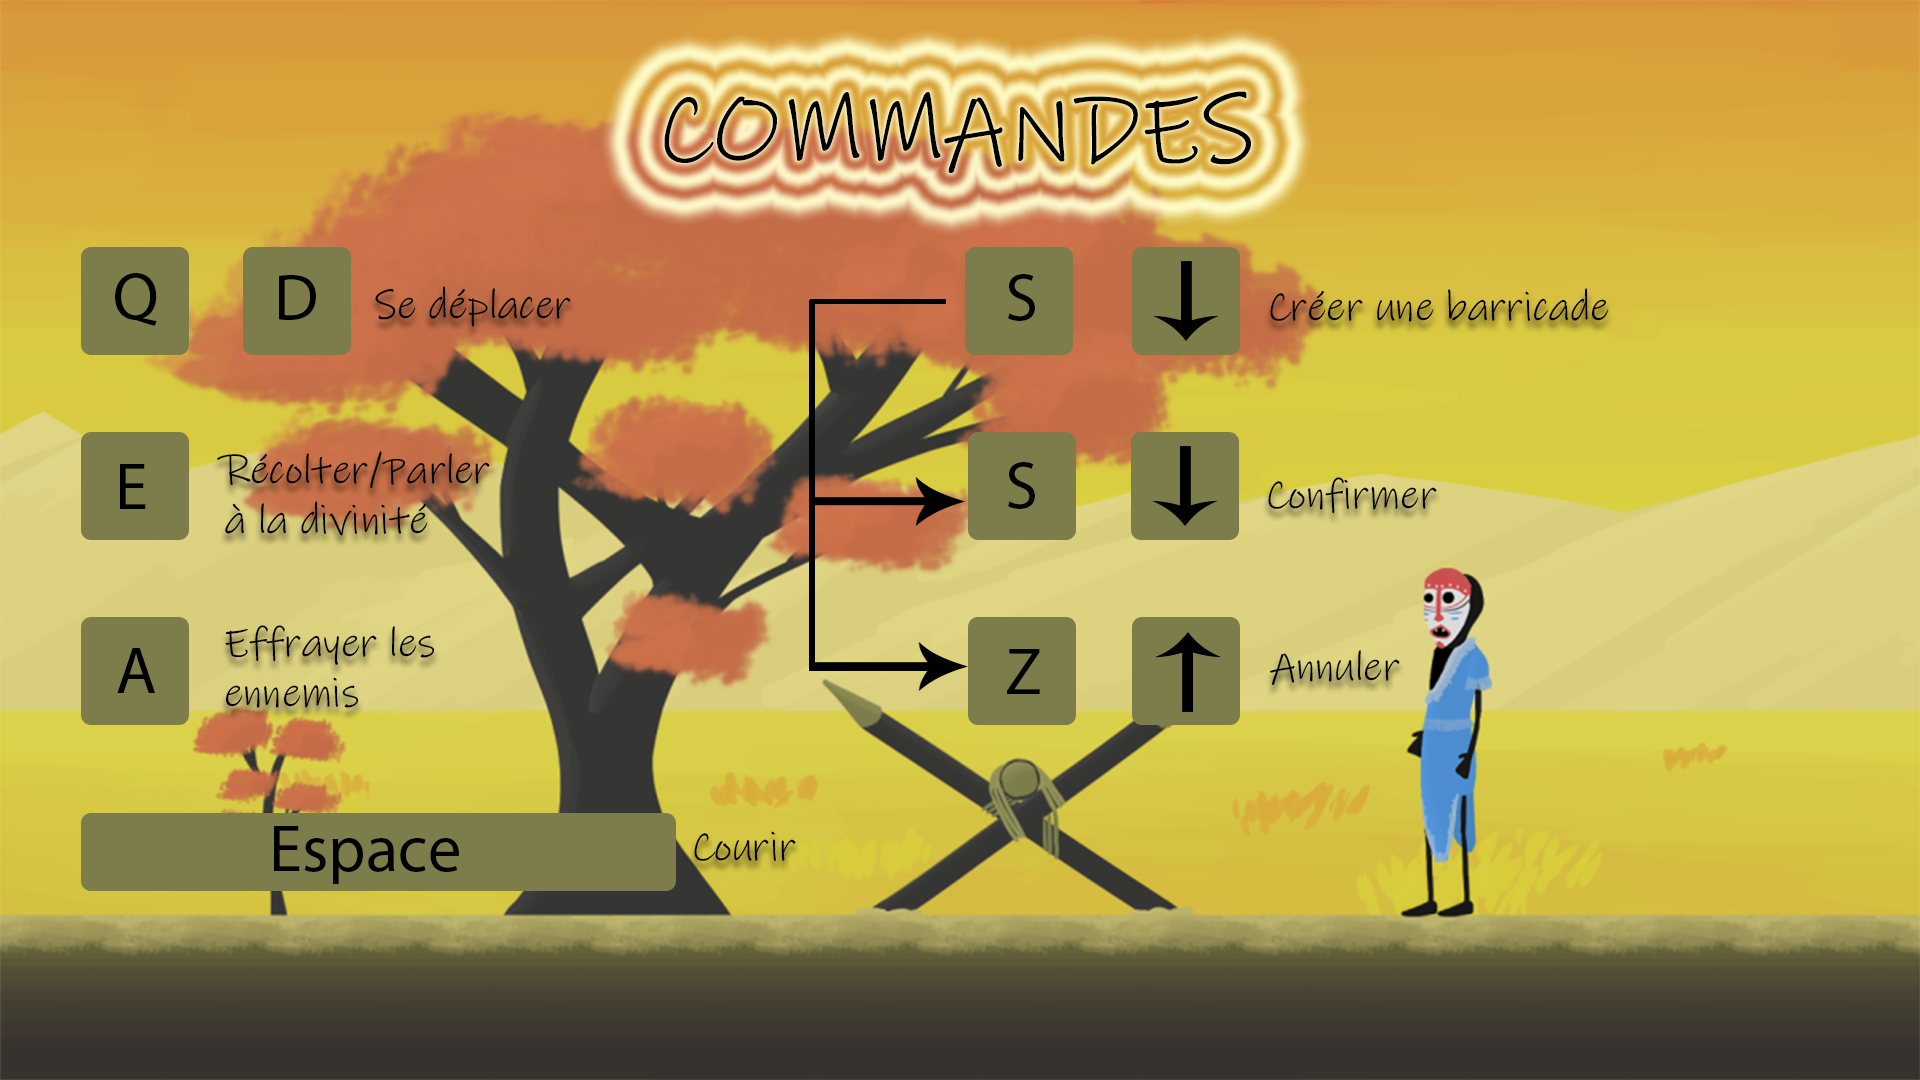 COMMANDES
Q D Se déplacer
E Récolter/Parler
à la divinité
A Effrayer les
ennemis
Espace Courir
S ↓ Créer une barricade
S ↓ Confirmer
Z ↑ Annuler